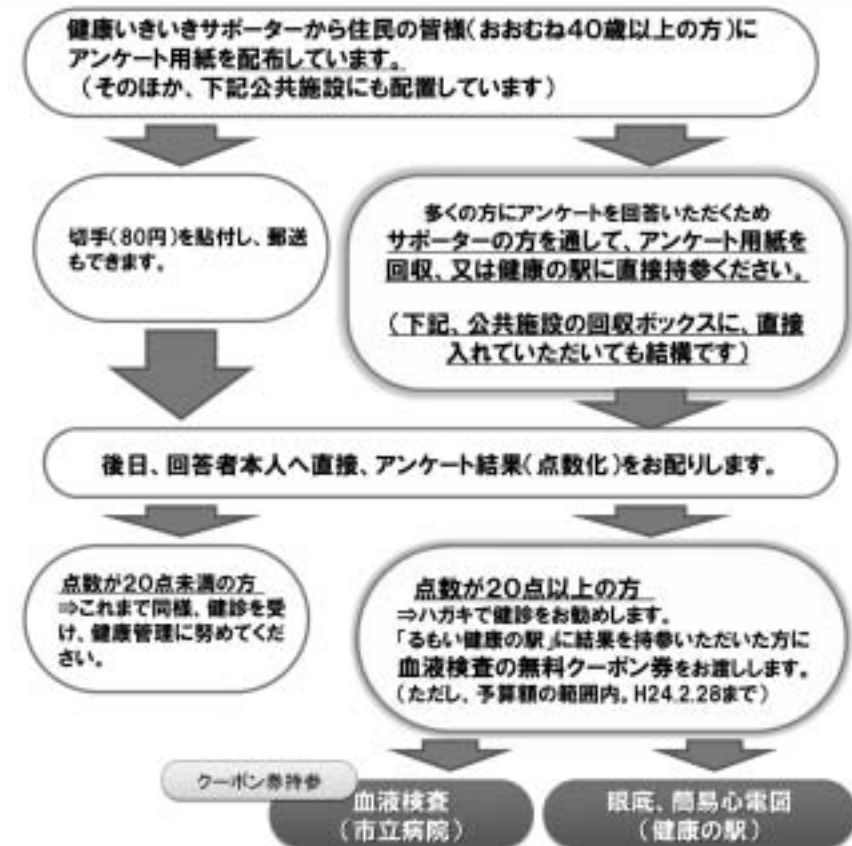 健康いきいきサポーターから住民の皆様(おおむね40歳以上の方)に
アンケート用紙を配布しています。
(そのほか、下記公共施設にも配置しています)
切手(80円)を貼付し、郵送
もできます。
多くの方にアンケートを回答いただくため
サポーターの方を通して、アンケート用紙を
回収、又は健康の駅に直接持参ください。
(下記、公共施設の回収ボックスに、直接
入れていただいても結構です)
後日、回答者本人へ直接、アンケート結果(点数化)をお配りします。
点数が20点未満の方
⇒これまで同様、健診を受
け、健康管理に努めてくだ
さい。
点数が20点以上の方
⇒ハガキで健診をお勧めします。
「るもい健康の駅」に結果を持参いただいた方に
血液検査の無料クーポン券をお渡しします。
(ただし、予算額の範囲内。H24.2.28まで)
クーポン券持参
血液検査
(市立病院)
眼底、簡易心電図
(健康の駅)